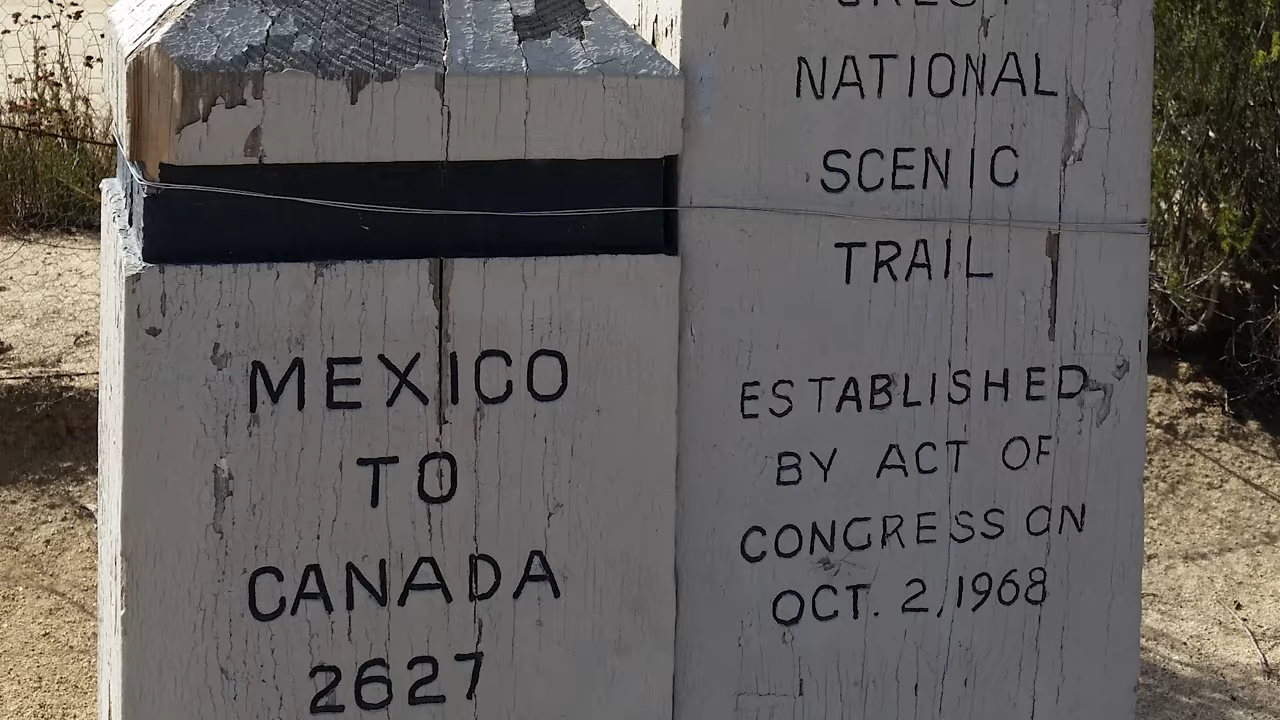 MEXICO
TO
CANADA
2627
NATIONAL
SCENIC
TRAIL
ESTABLISHED
BY ACT OF
CONGRESS ON
OCT. 2,1968